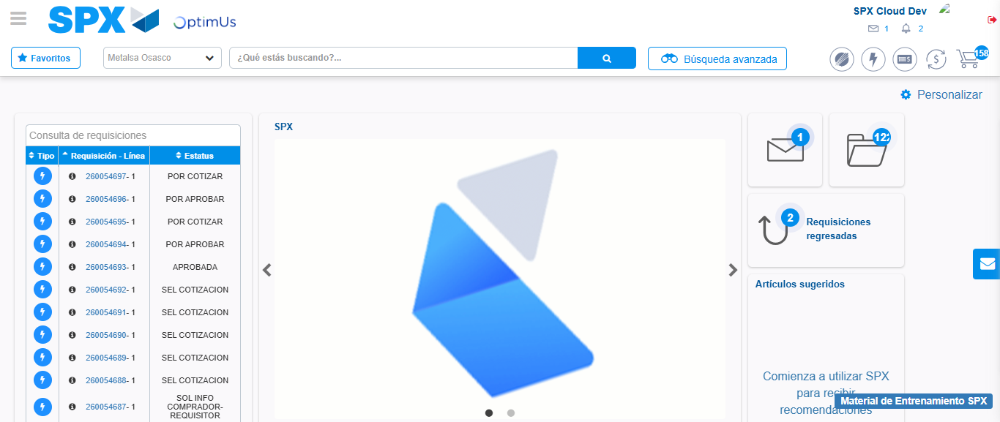 SPX
OptimUs
SPX Cloud Dev
1
2
Favoritos
Metalsa Osasco
¿Qué estás buscando?...
Búsqueda avanzada
158
Personalizar
Consulta de requisiciones
Tipo Requisición - Línea Estatus
260054697- 1 POR COTIZAR
260054696- 1 POR APROBAR
260054695- 1 POR COTIZAR
260054694- 1 POR APROBAR
260054693- 1 APROBADA
260054692- 1 SEL COTIZACION
260054691- 1 SEL COTIZACION
260054690- 1 SEL COTIZACION
260054689- 1 SEL COTIZACION
260054688- 1 SEL COTIZACION
260054687- 1 SOL INFO
COMPRADOR-
REQUISITOR
SPX
1
2
Requisiciones
regresadas
Artículos sugeridos
Comienza a utilizar SPX
para recibir
recomendaciones
Material de Entrenamiento SPX